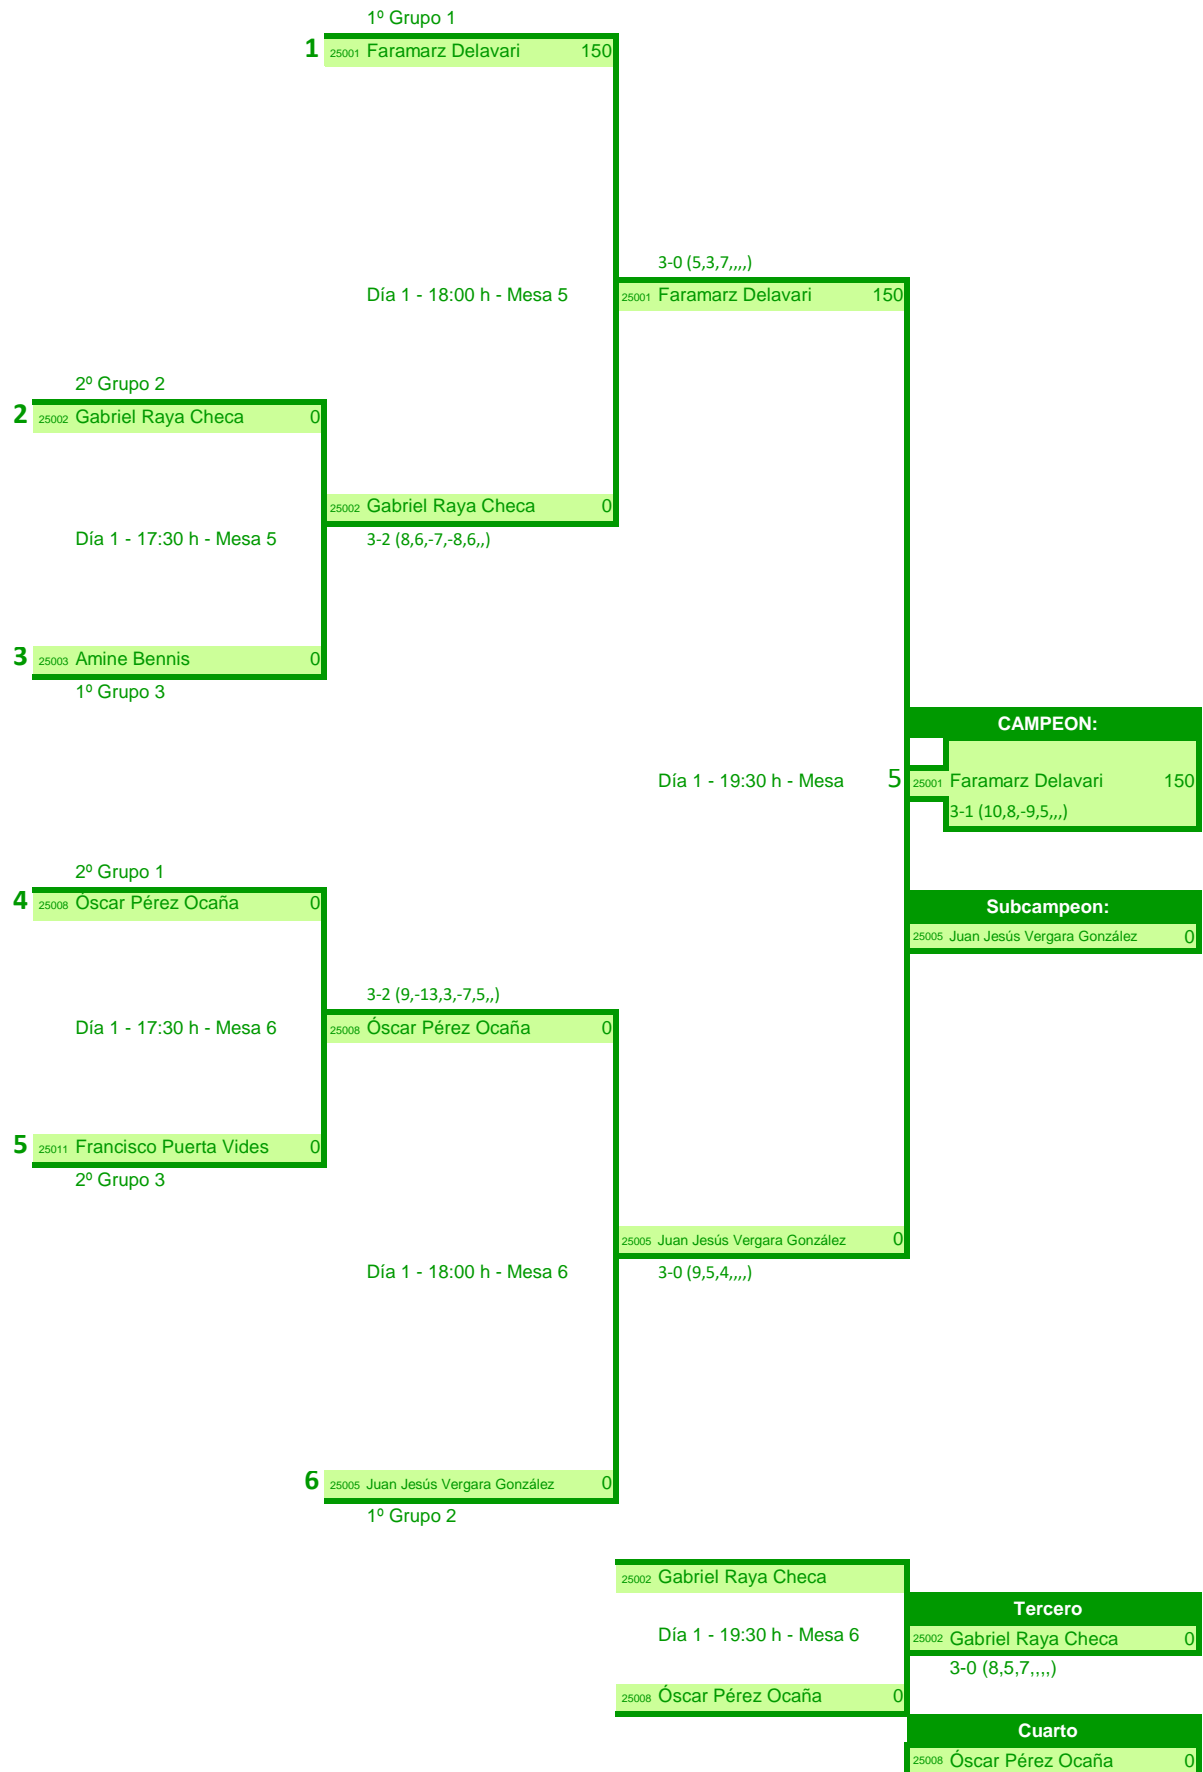 1º Grupo 1
1 25001 Faramarz Delavari 150
3-0 (5,3,7,,,,)
Día 1 - 18:00 h - Mesa 5
25001 Faramarz Delavari 150
2º Grupo 2
2 25002 Gabriel Raya Checa 0
25002 Gabriel Raya Checa 0
Día 1 - 17:30 h - Mesa 5
3-2 (8,6,-7,-8,6,,)
3 25003 Amine Bennis 0
1º Grupo 3
CAMPEON:
Día 1 - 19:30 h - Mesa 5
25001 Faramarz Delavari 150
3-1 (10,8,-9,5,,,)
2º Grupo 1
4 25008 Óscar Pérez Ocaña 0
Subcampeon:
25005 Juan Jesús Vergara González 0
3-2 (9,-13,3,-7,5,,)
Día 1 - 17:30 h - Mesa 6
25008 Óscar Pérez Ocaña 0
5 25011 Francisco Puerta Vides 0
2º Grupo 3
25005 Juan Jesús Vergara González 0
Día 1 - 18:00 h - Mesa 6
3-0 (9,5,4,,,,)
6 25005 Juan Jesús Vergara González 0
1º Grupo 2
25002 Gabriel Raya Checa
Tercero
Día 1 - 19:30 h - Mesa 6
25002 Gabriel Raya Checa 0
3-0 (8,5,7,,,,)
25008 Óscar Pérez Ocaña 0
Cuarto
25008 Óscar Pérez Ocaña 0